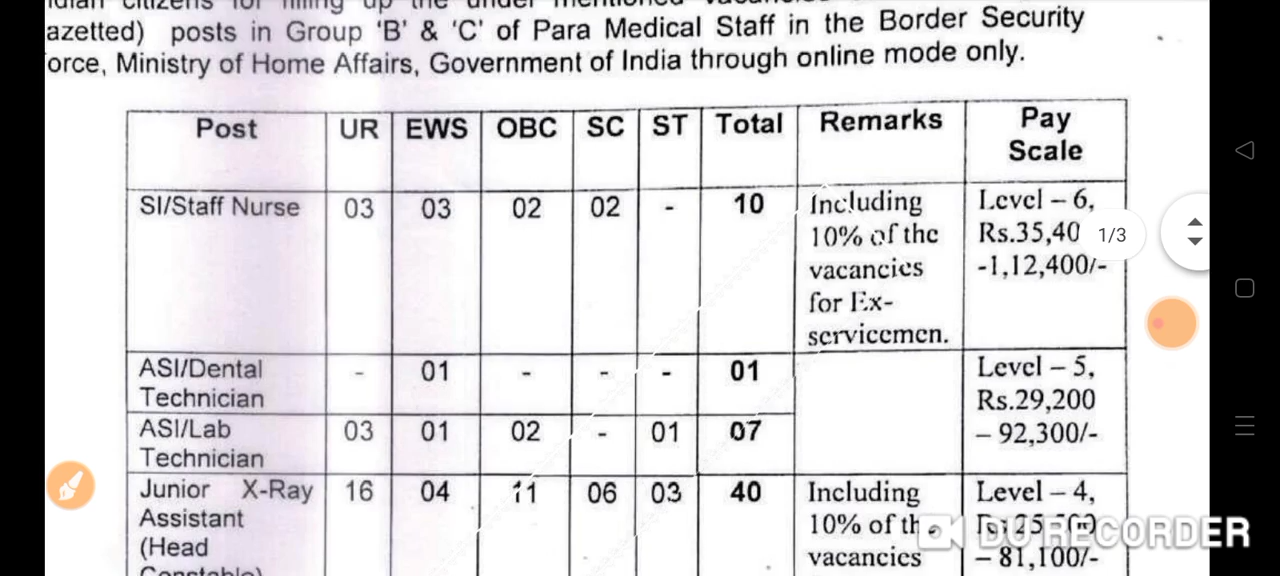 azetted) posts in Group 'B' & 'C' of Para Medical Staff in the Border Security
orce, Ministry of Home Affairs, Government of India through online mode only.
Post UR EWS OBC SC ST Total Remarks Pay Scale
SI/Staff Nurse 03 03 02 02 - 10 Including Level – 6,
10% of the Rs.35,40
1/3
vacancies -1,12,400/-
for Ex-
servicemen.
ASI/Dental - 01 - - - 01 Level – 5,
Technician Rs.29,200
ASI/Lab 03 01 02 - 01 07 – 92,300/-
Technician
Junior X-Ray 16 04 11 06 03 40 Including Level – 4,
Assistant 10% of the
(Head vacancies – 81,100/-
Constable)
DU RECORDER